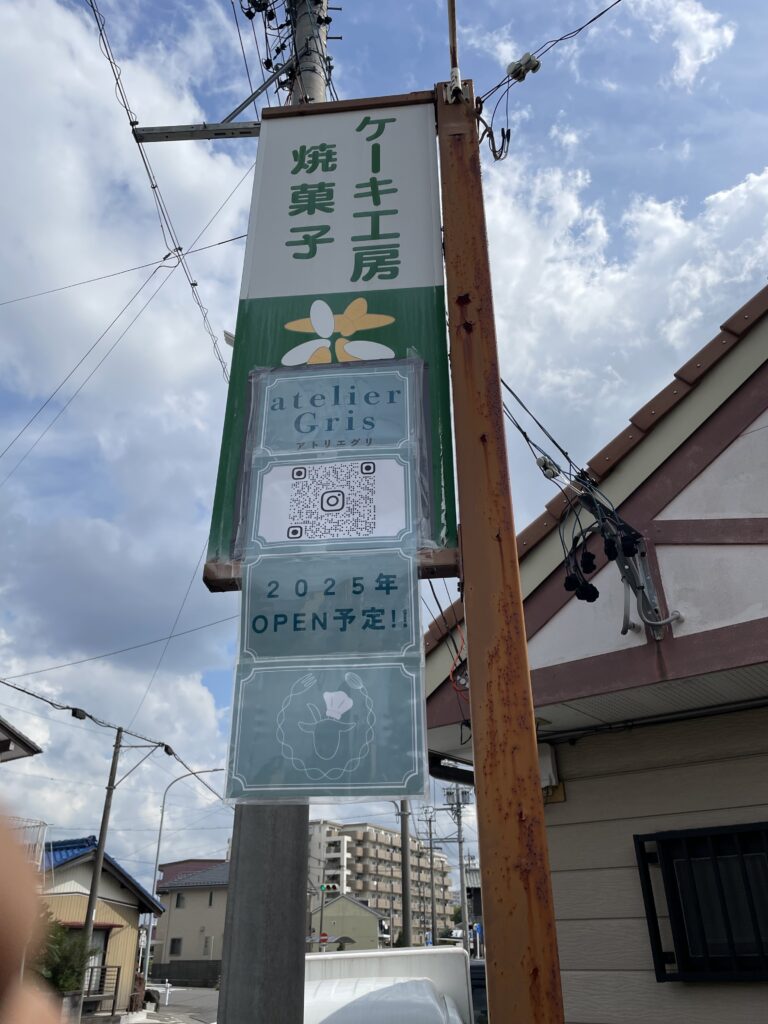 ケーキ工房
焼菓子
atelier
Gris
アトリエグリ
2025年
OPEN予定!!